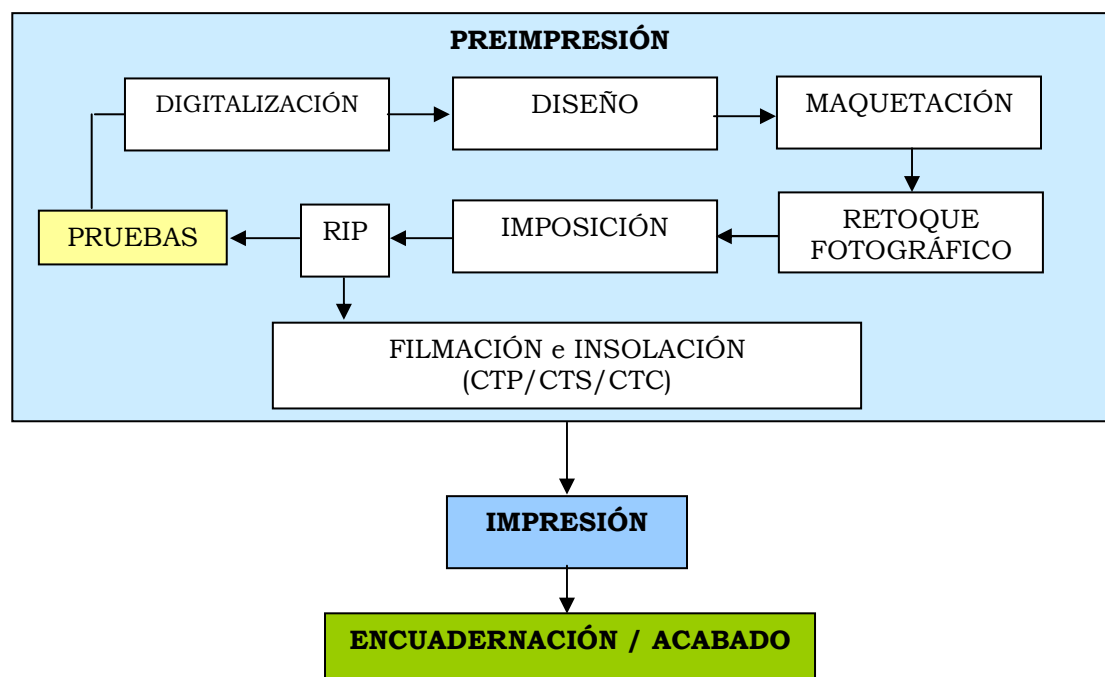 PREIMPRESIÓN
DIGITALIZACIÓN
DISEÑO
MAQUETACIÓN
PRUEBAS
RIP
IMPOSICIÓN
RETOQUE
FOTOGRÁFICO
FILMACIÓN e INSOLACIÓN
(CTP/CTS/CTC)
IMPRESIÓN
ENCUADERNACIÓN / ACABADO